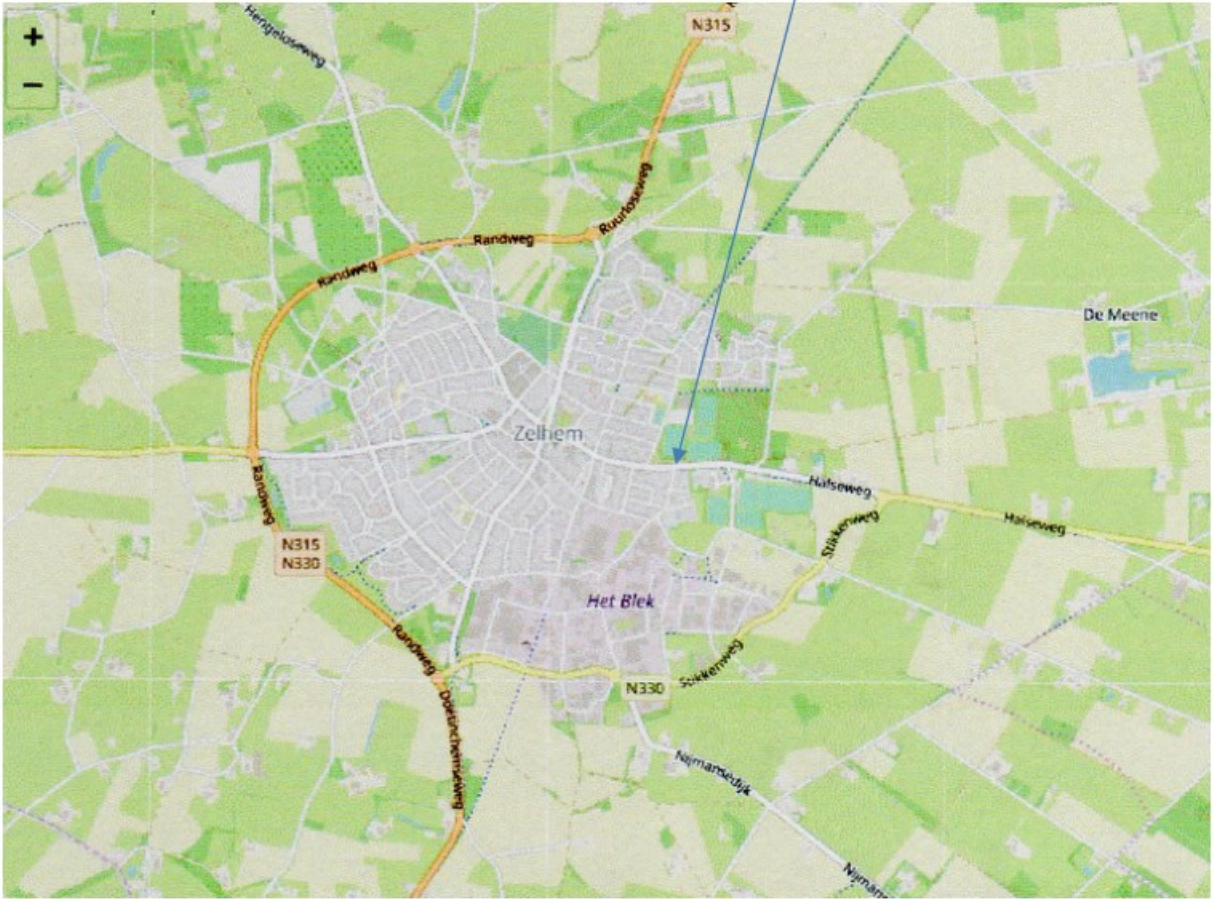 +
−
Hengeloseweg
N315
Ruurloseweg
Randweg
Randweg
De Meene
Zelhem
Randweg
Halseweg
Halseweg
Stikkenweg
N315
N330
Het Blek
Randweg
Stikkenweg
N330
Doetinchemseweg
Nijmansedijk